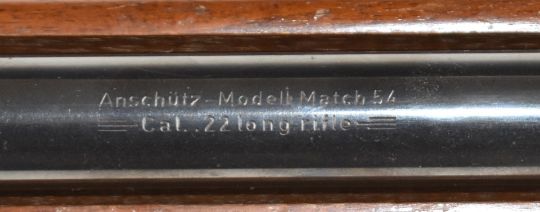 Anschütz-Modell Match 54
Cal. .22 long rifle